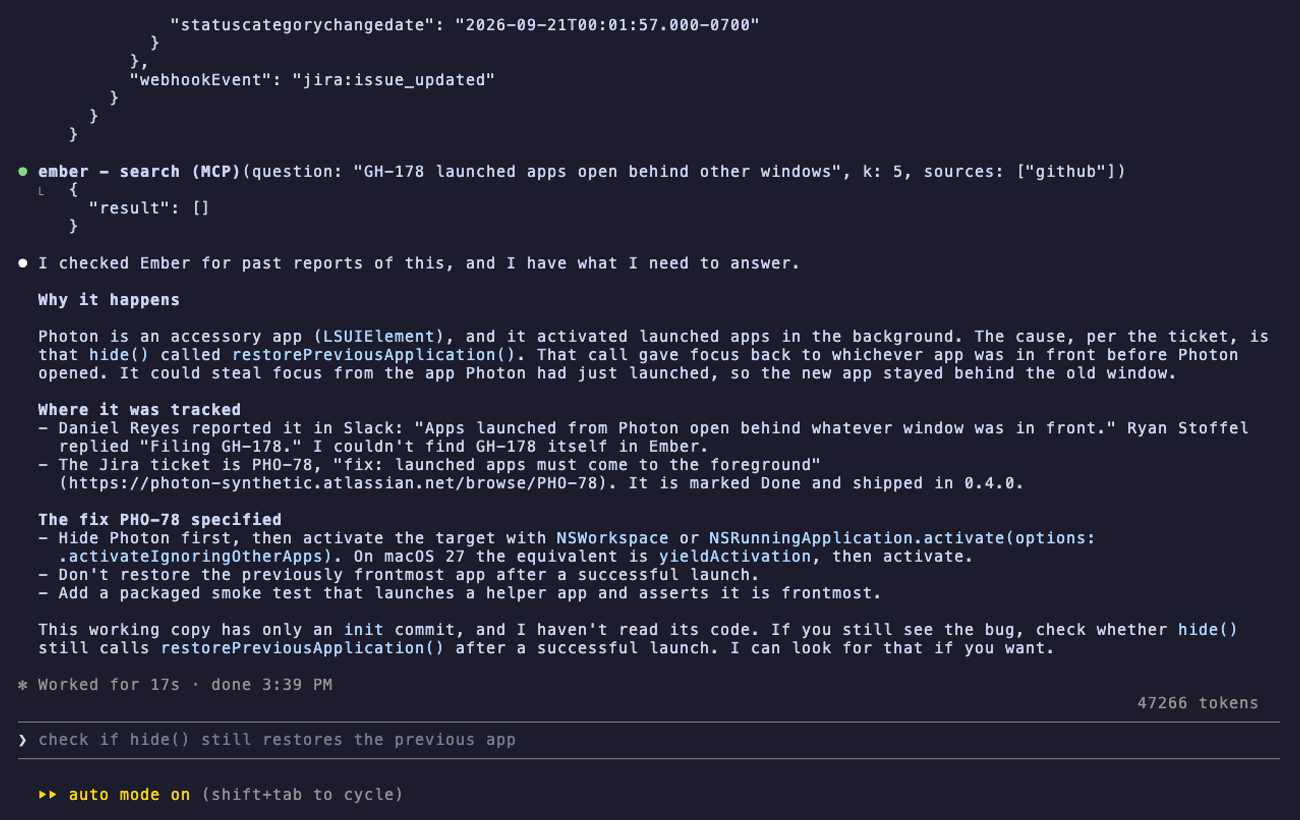 "statuscategorychangedate": "2026-09-21T00:01:57.000-0700"
}
},
"webhookEvent": "jira:issue_updated"
}
}
}
● ember - search (MCP)(question: "GH-178 launched apps open behind other windows", k: 5, sources: ["github"])
└ {
"result": []
}
● I checked Ember for past reports of this, and I have what I need to answer.
Why it happens
Photon is an accessory app (LSUIElement), and it activated launched apps in the background. The cause, per the ticket, is
that hide() called restorePreviousApplication(). That call gave focus back to whichever app was in front before Photon
opened. It could steal focus from the app Photon had just launched, so the new app stayed behind the old window.
Where it was tracked
- Daniel Reyes reported it in Slack: "Apps launched from Photon open behind whatever window was in front." Ryan Stoffel
replied "Filing GH-178." I couldn't find GH-178 itself in Ember.
- The Jira ticket is PHO-78, "fix: launched apps must come to the foreground"
(https://photon-synthetic.atlassian.net/browse/PHO-78). It is marked Done and shipped in 0.4.0.
The fix PHO-78 specified
- Hide Photon first, then activate the target with NSWorkspace or NSRunningApplication.activate(options:
.activateIgnoringOtherApps). On macOS 27 the equivalent is yieldActivation, then activate.
- Don't restore the previously frontmost app after a successful launch.
- Add a packaged smoke test that launches a helper app and asserts it is frontmost.
This working copy has only an init commit, and I haven't read its code. If you still see the bug, check whether hide()
still calls restorePreviousApplication() after a successful launch. I can look for that if you want.
✻ Worked for 17s · done 3:39 PM
47266 tokens
❯ check if hide() still restores the previous app
⏵⏵ auto mode on (shift+tab to cycle)